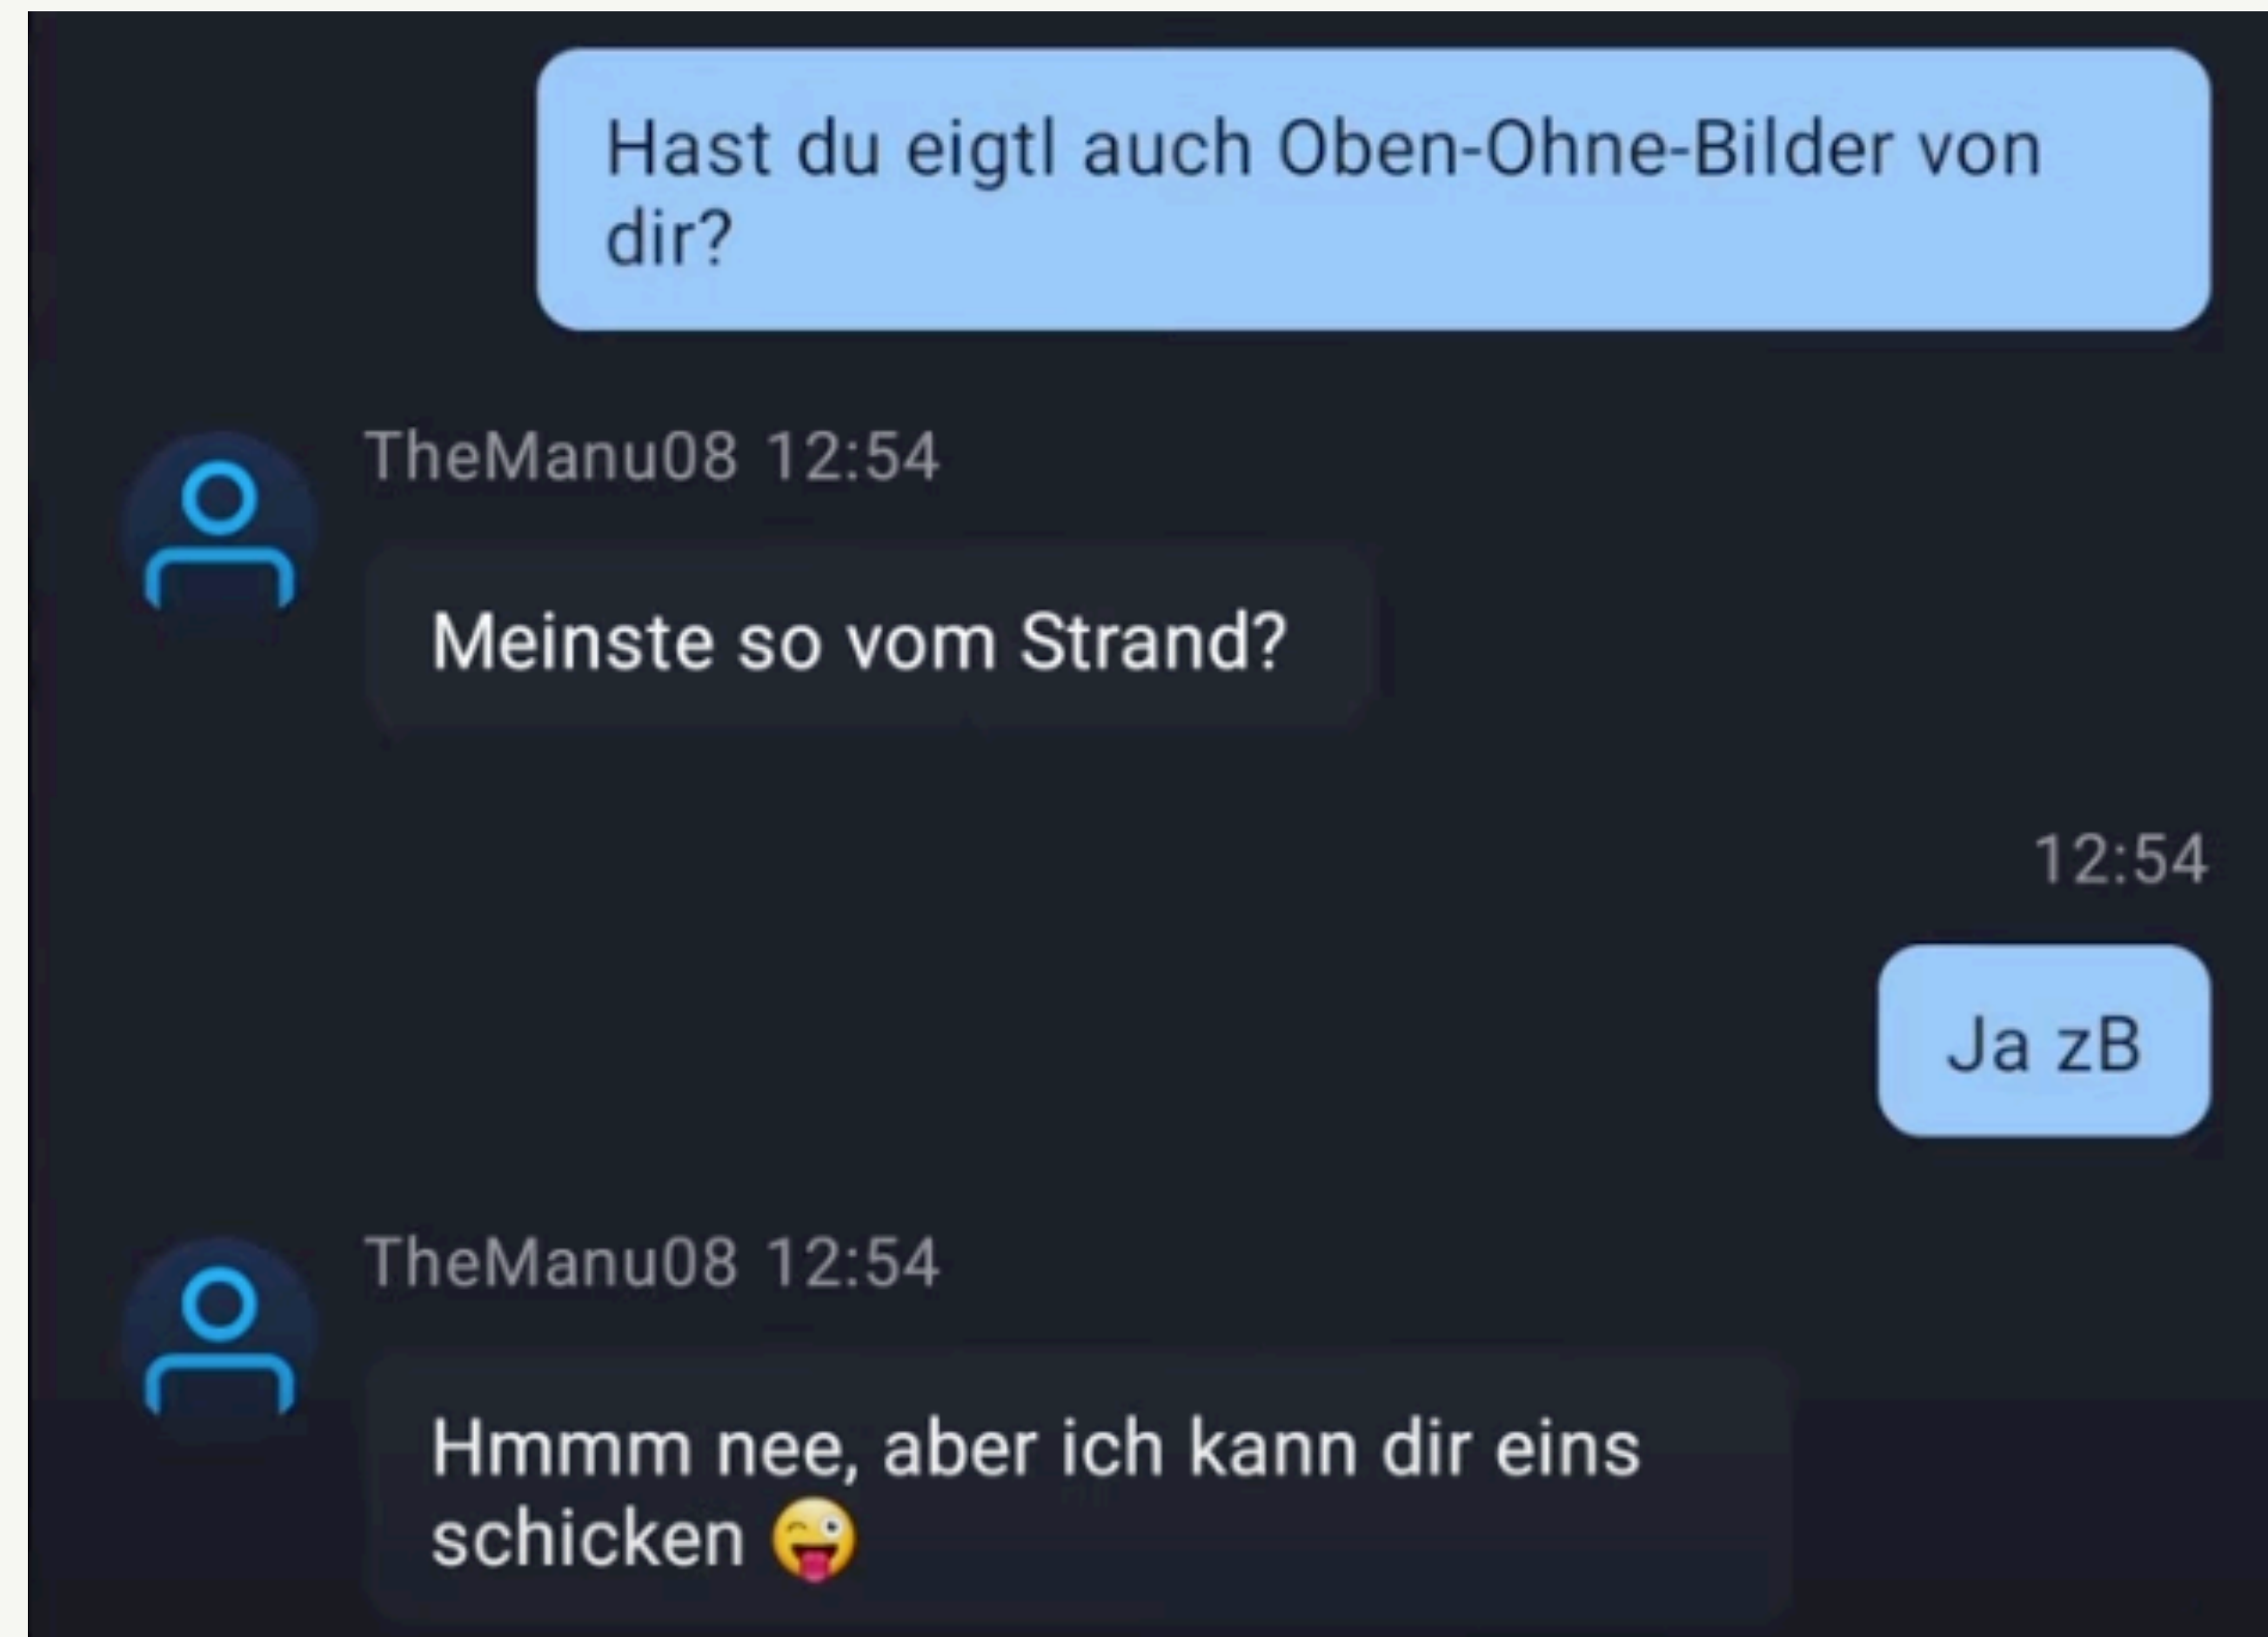 Hast du eigtl auch Oben-Ohne-Bilder von
dir?
TheManu08 12:54
Meinste so vom Strand?
12:54
Ja zB
TheManu08 12:54
Hmmm nee, aber ich kann dir eins
schicken 😜